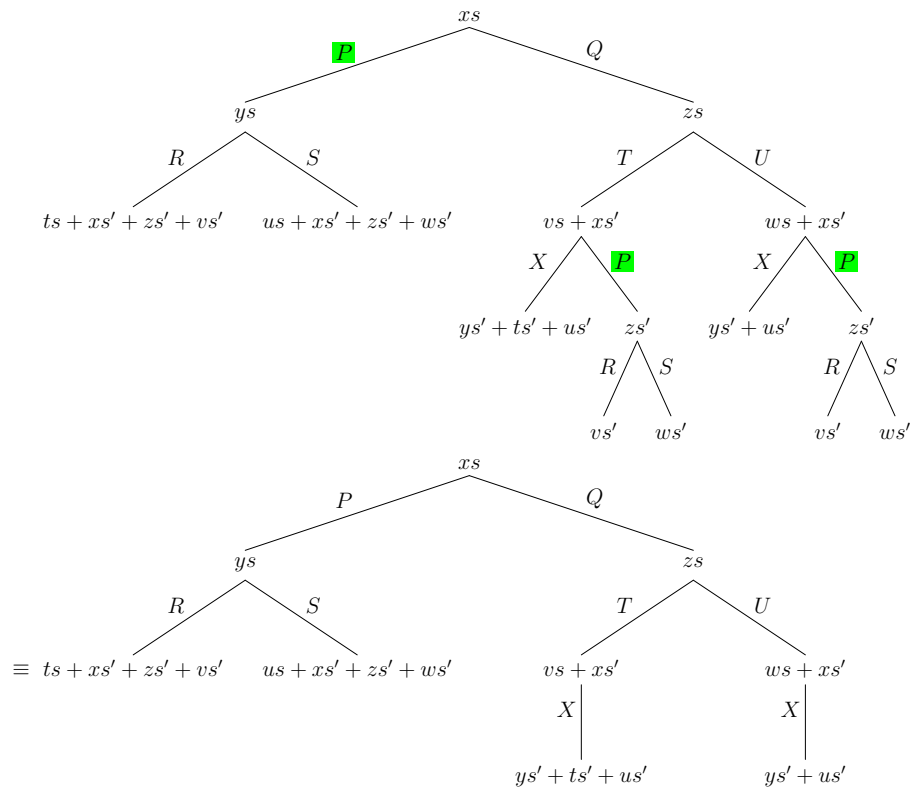 xs
P Q
ys zs
R S T U
ts + xs′ + zs′ + vs′ us + xs′ + zs′ + ws′ vs + xs′ ws + xs′
X P X P
ys′ + ts′ + us′ zs′ ys′ + us′ zs′
R S R S
vs′ ws′ vs′ ws′
xs
P Q
ys zs
R S T U
≡ ts + xs′ + zs′ + vs′ us + xs′ + zs′ + ws′ vs + xs′ ws + xs′
X X
ys′ + ts′ + us′ ys′ + us′